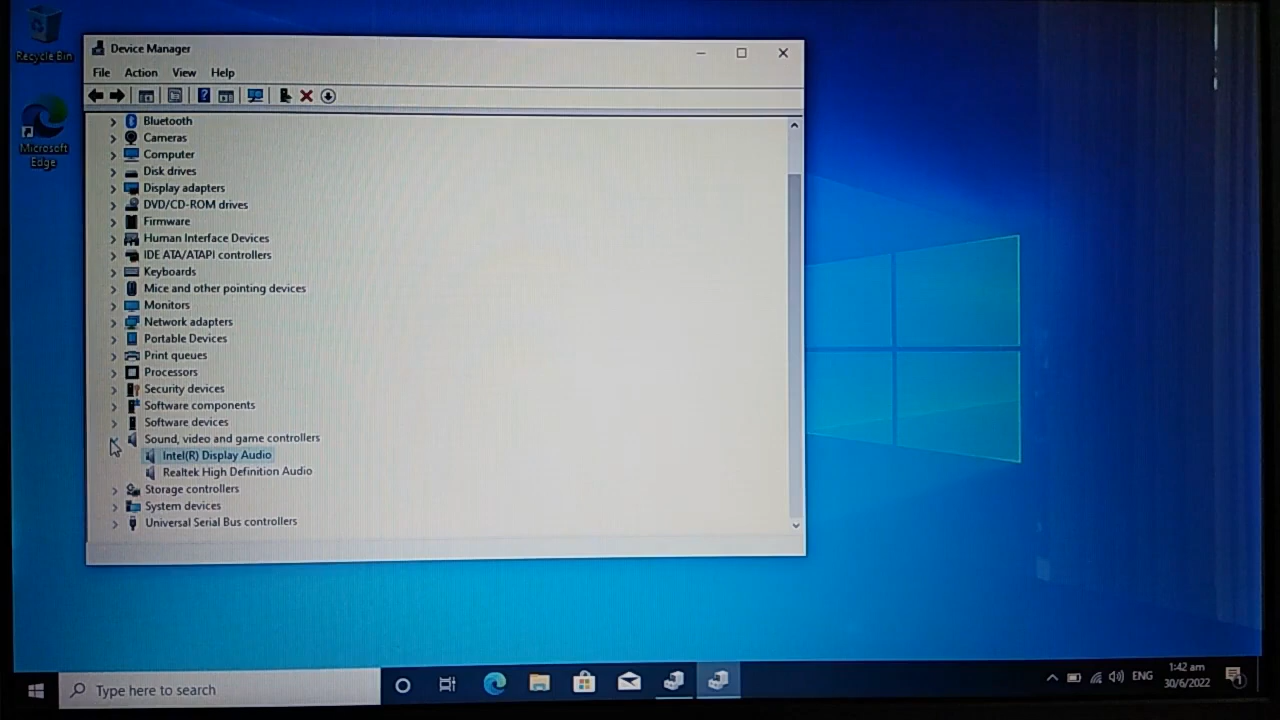 Recycle Bin
Microsoft
Edge
Device Manager
File Action View Help
Bluetooth
Cameras
Computer
Disk drives
Display adapters
DVD/CD-ROM drives
Firmware
Human Interface Devices
IDE ATA/ATAPI controllers
Keyboards
Mice and other pointing devices
Monitors
Network adapters
Portable Devices
Print queues
Processors
Security devices
Software components
Software devices
Sound, video and game controllers
Intel(R) Display Audio
Realtek High Definition Audio
Storage controllers
System devices
Universal Serial Bus controllers
Type here to search
ENG
1:42 am
30/6/2022
1